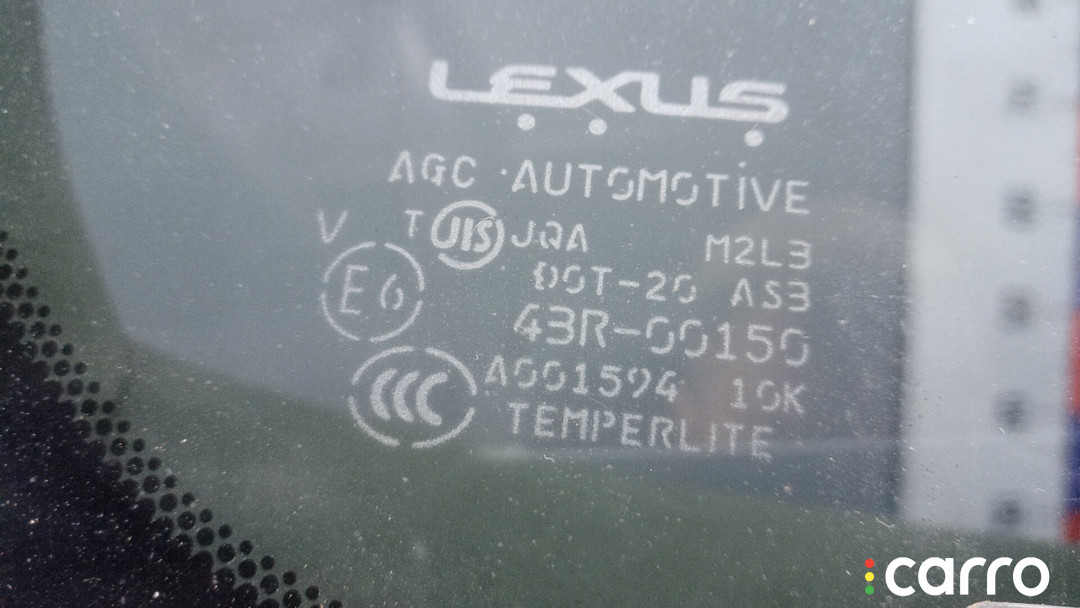 LEXUS
AGC AUTOMOTIVE
V T JIS JQA M2L3
E6 DOT-20 AS3
43R-00150
CCC A001594 10K
TEMPERLITE
carro